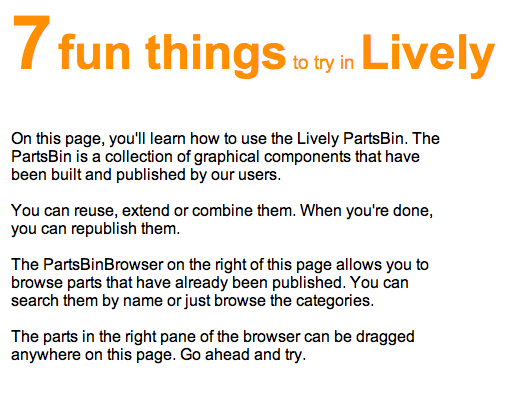 7 fun things to try in Lively
On this page, you'll learn how to use the Lively PartsBin. The
PartsBin is a collection of graphical components that have
been built and published by our users.
You can reuse, extend or combine them. When you're done,
you can republish them.
The PartsBinBrowser on the right of this page allows you to
browse parts that have already been published. You can
search them by name or just browse the categories.
The parts in the right pane of the browser can be dragged
anywhere on this page. Go ahead and try.